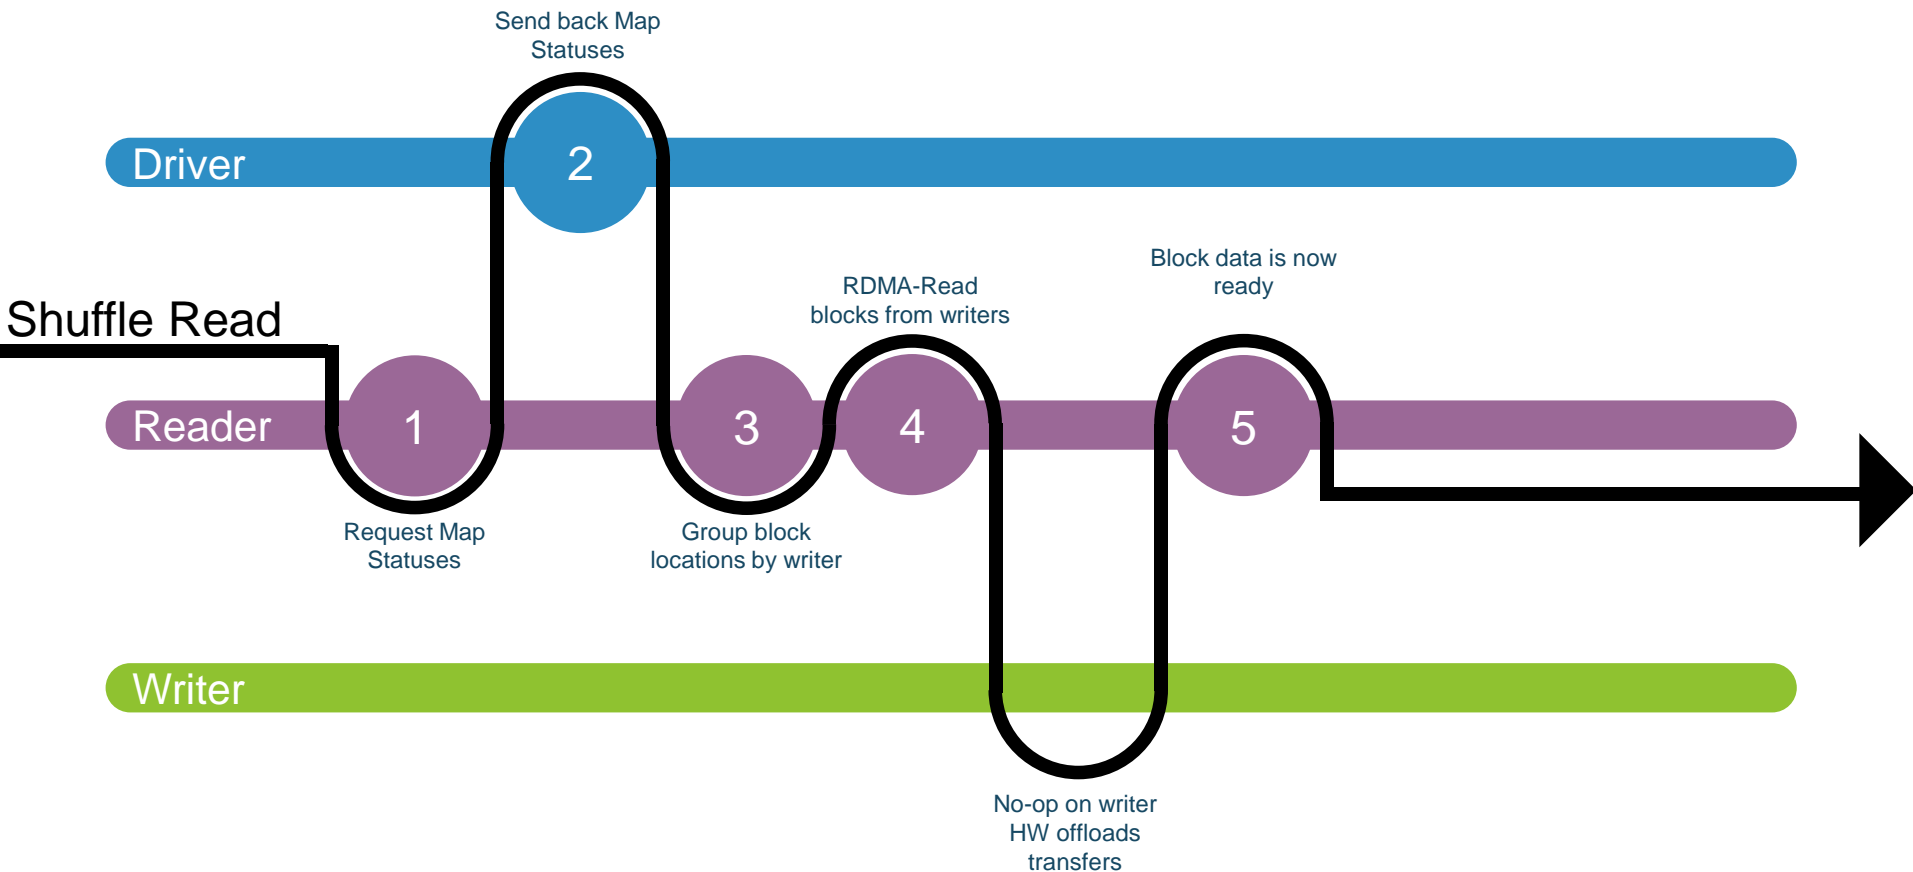 Send back Map
Statuses
Driver
2
Shuffle Read
RDMA-Read
blocks from writers
Block data is now
ready
Reader
1
3
4
5
Request Map
Statuses
Group block
locations by writer
Writer
No-op on writer
HW offloads
transfers